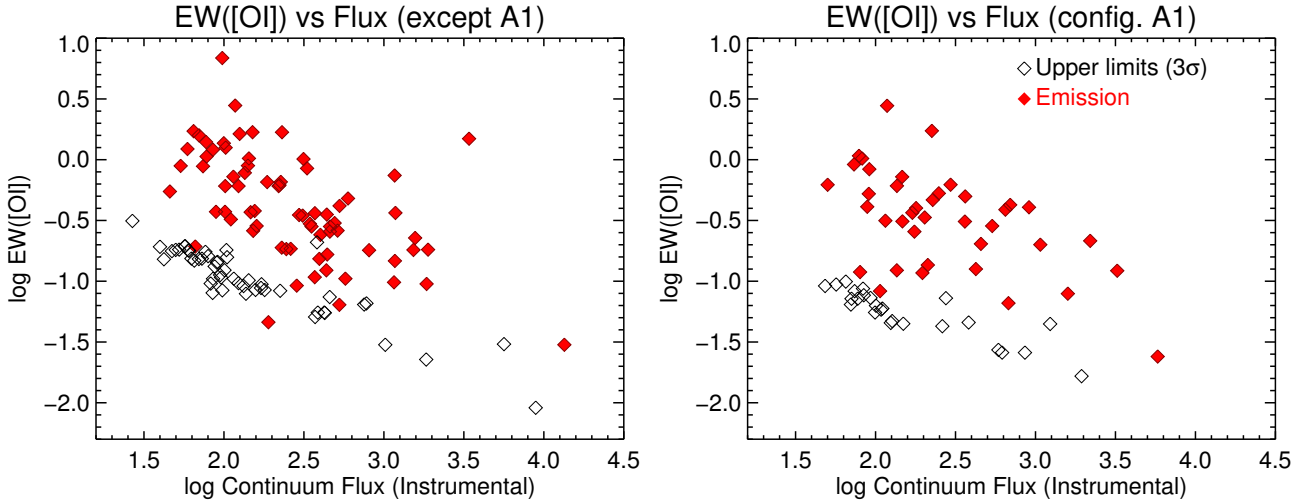 EW([OI]) vs Flux (except A1)
1.0
0.5
0.0
−0.5
−1.0
−1.5
−2.0
log EW([OI])
1.5 2.0 2.5 3.0 3.5 4.0 4.5
log Continuum Flux (Instrumental)
EW([OI]) vs Flux (config. A1)
Upper limits (3σ)
Emission
1.0
0.5
0.0
−0.5
−1.0
−1.5
−2.0
log EW([OI])
1.5 2.0 2.5 3.0 3.5 4.0 4.5
log Continuum Flux (Instrumental)